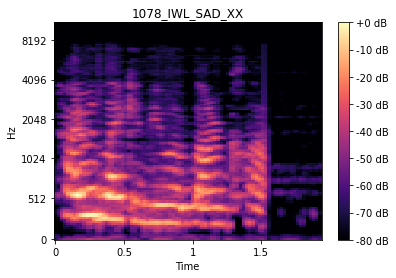 1078_IWL_SAD_XX
8192
4096
2048
1024
512
0
Hz
0
0.5
1
1.5
Time
+0 dB
-10 dB
-20 dB
-30 dB
-40 dB
-50 dB
-60 dB
-70 dB
-80 dB